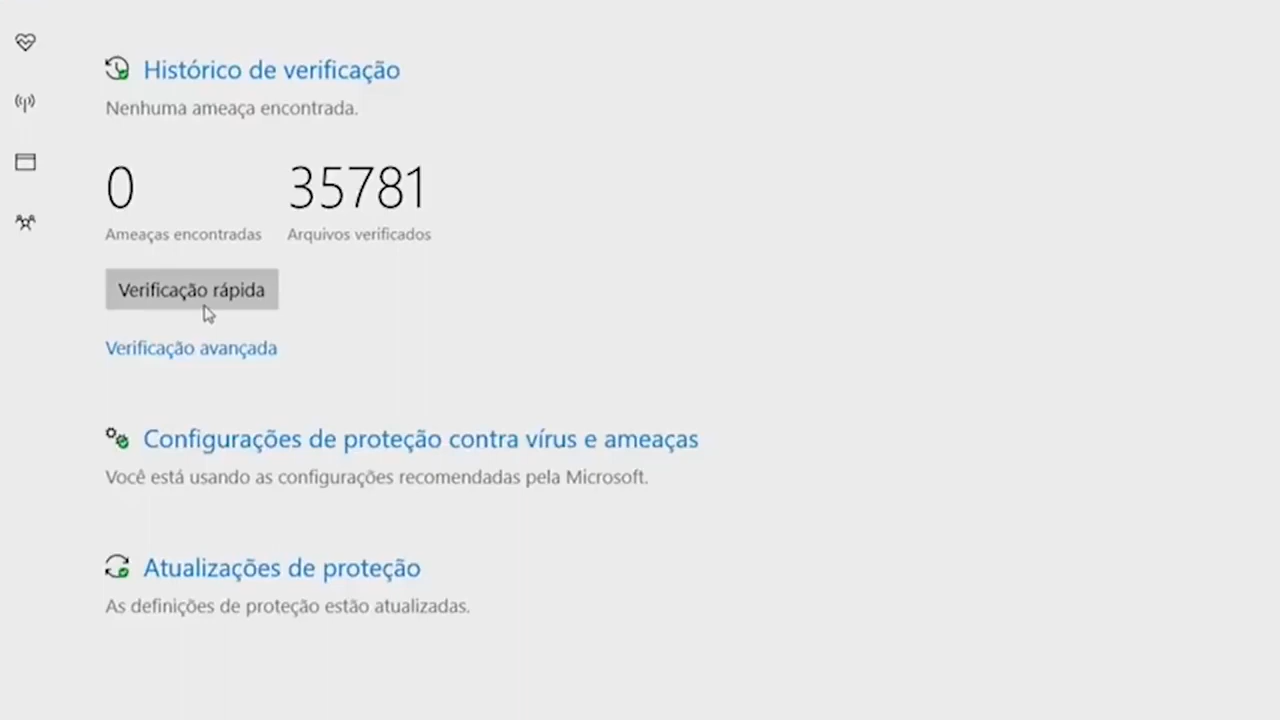 Histórico de verificação
Nenhuma ameaça encontrada.
0 35781
Ameaças encontradas Arquivos verificados
Verificação rápida
Verificação avançada
Configurações de proteção contra vírus e ameaças
Você está usando as configurações recomendadas pela Microsoft.
Atualizações de proteção
As definições de proteção estão atualizadas.